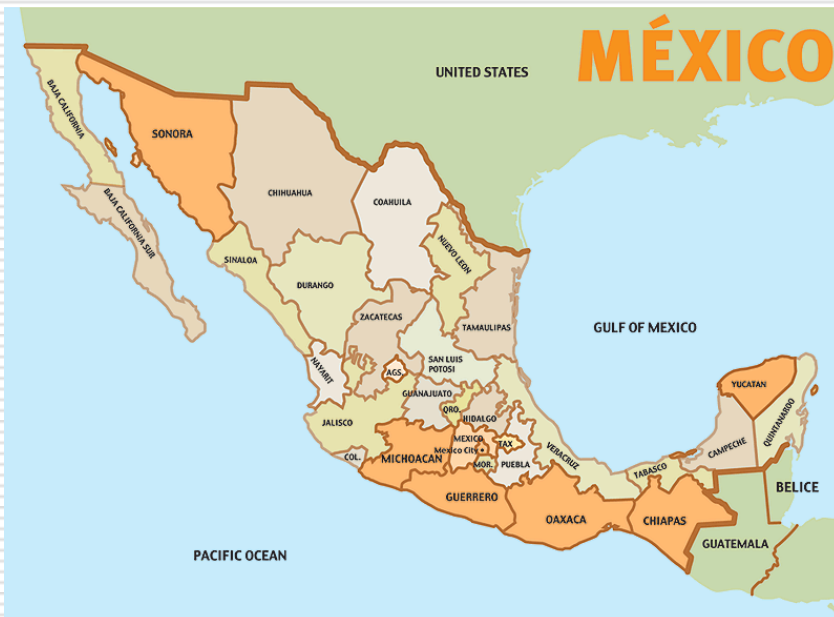 MÉXICO
UNITED STATES
BAJA CALIFORNIA
SONORA
CHIHUAHUA
COAHUILA
BAJA CALIFORNIA SUR
NUEVO LEON
SINALOA
DURANGO
ZACATECAS
TAMAULIPAS
GULF OF MEXICO
NAYARIT
AGS.
SAN LUIS
POTOSI
YUCATAN
GUANAJUATO
QRO.
HIDALGO
JALISCO
QUINTANARDO
MEXICO
TAX
Mexico City
VERACRUZ
CAMPECHE
COL.
MICHOACAN
MOR.
PUEBLA
TABASCO
BELICE
GUERRERO
OAXACA
CHIAPAS
GUATEMALA
PACIFIC OCEAN